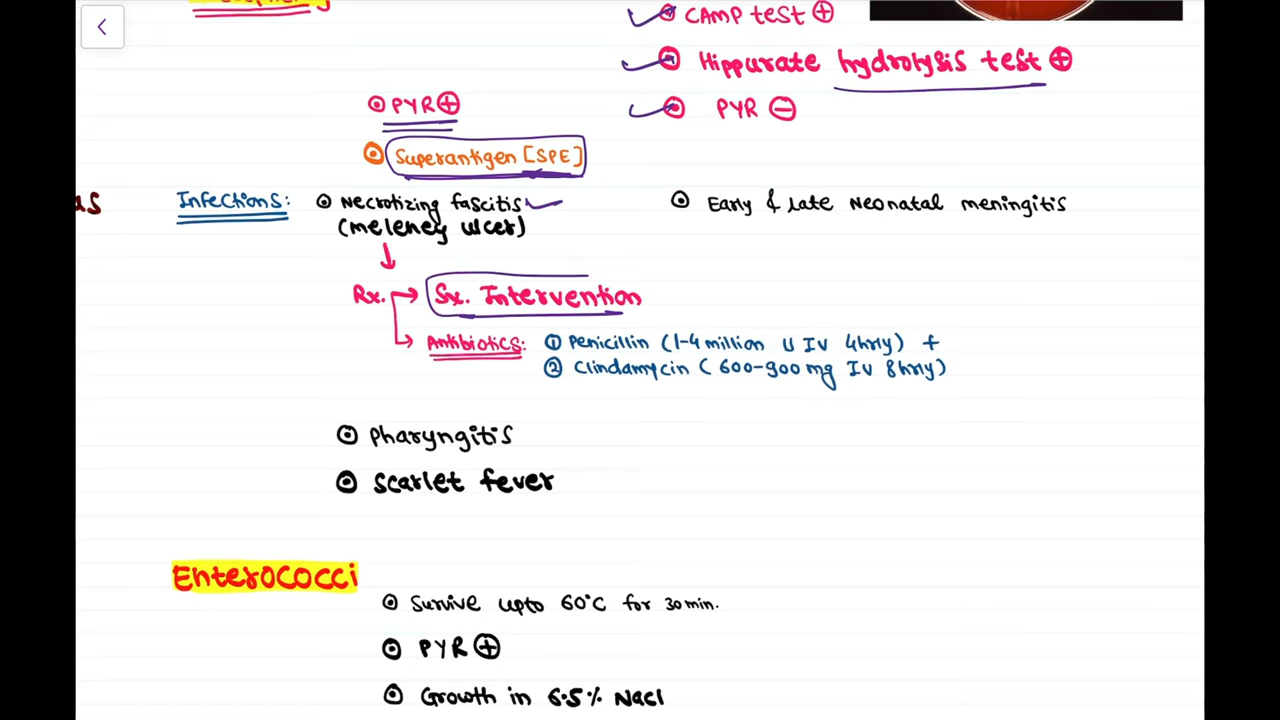 CAMP test ⊕
Hippurate hydrolysis test ⊕
PYR ⊕
PYR ⊖
Superantigen [SPE]
Infections:
Necrotizing fascitis
(meleney ulcer)
Early & Late Neonatal meningitis
Rx. → Sx. Intervention
Antibiotics: ① Penicillin (1-4 million U IV 4hrly) +
② Clindamycin (600-900 mg IV 8hrly)
Pharyngitis
Scarlet fever
Enterococci
Survive upto 60°C for 30 min.
PYR ⊕
Growth in 6.5% Nacl